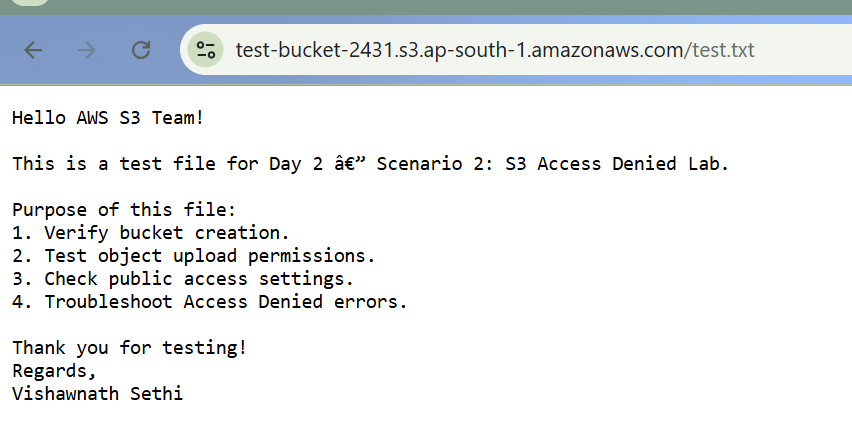 test-bucket-2431.s3.ap-south-1.amazonaws.com/test.txt
Hello AWS S3 Team!
This is a test file for Day 2 â€” Scenario 2: S3 Access Denied Lab.
Purpose of this file:
1. Verify bucket creation.
2. Test object upload permissions.
3. Check public access settings.
4. Troubleshoot Access Denied errors.
Thank you for testing!
Regards,
Vishawnath Sethi